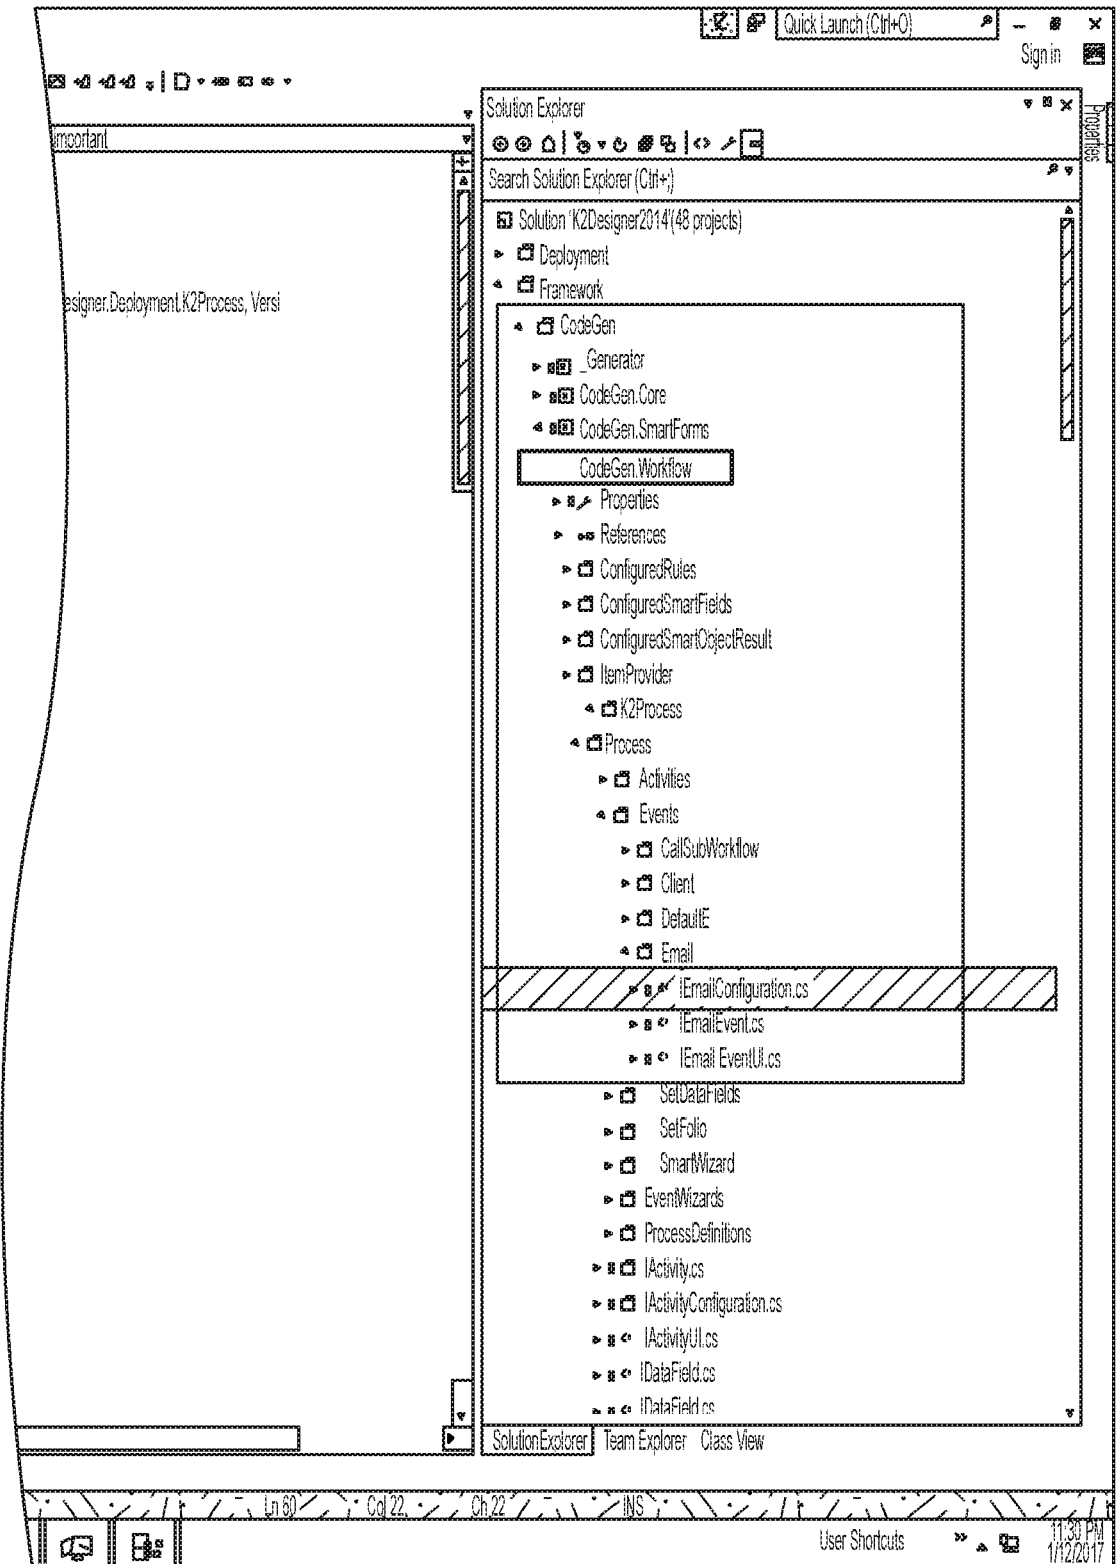 Quick Launch (Ctrl+O)
Sign in
Properties
Solution Explorer
important
Search Solution Explorer (Ctrl+;)
Solution 'K2Designer2014'(48 projects)
Deployment
Framework
esigner.Deployment.K2Process, Versi
CodeGen
_Generator
CodeGen.Core
CodeGen.SmartForms
CodeGen.Workflow
Properties
References
ConfiguredRules
ConfiguredSmartFields
ConfiguredSmartObjectResult
ItemProvider
K2Process
Process
Activities
Events
CallSubWorkflow
Client
DefaultE
Email
IEmailConfiguration.cs
IEmailEvent.cs
IEmail EventUI.cs
SetDataFields
SetFolio
SmartWizard
EventWizards
ProcessDefinitions
IActivity.cs
IActivityConfiguration.cs
IActivityUI.cs
IDataField.cs
IDataField.cs
SolutionExplorer Team Explorer Class View
Ln 60 Col 22 Ch 22 INS
User Shortcuts
11:30 PM
1/12/2017